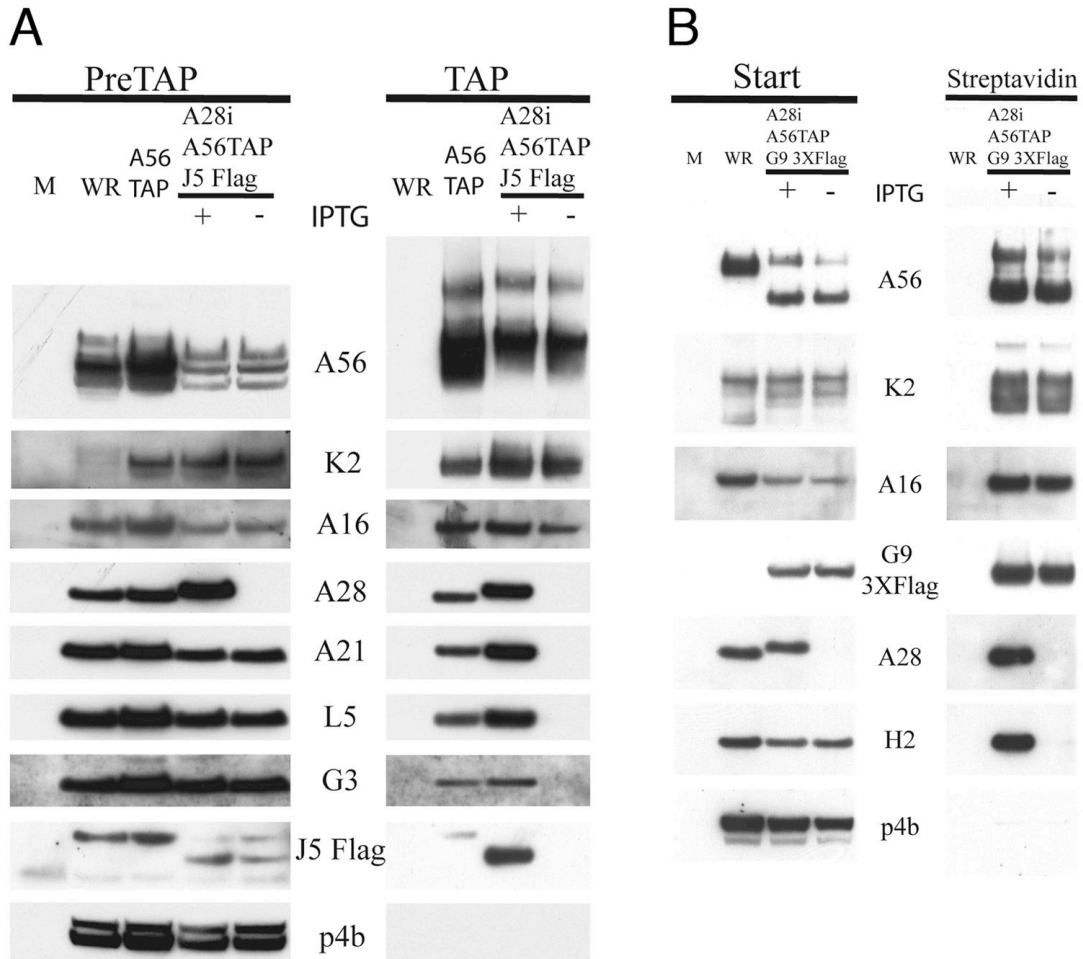 A
PreTAP
M
WR
A56
TAP
A28i
A56TAP
J5 Flag
+
-
IPTG
TAP
WR
A56
TAP
A28i
A56TAP
J5 Flag
+
-
A56
K2
A16
A28
A21
L5
G3
J5 Flag
p4b
B
Start
M
WR
A28i
A56TAP
G9 3XFlag
+
-
IPTG
Streptavidin
WR
A28i
A56TAP
G9 3XFlag
+
-
A56
K2
A16
G9
3XFlag
A28
H2
p4b